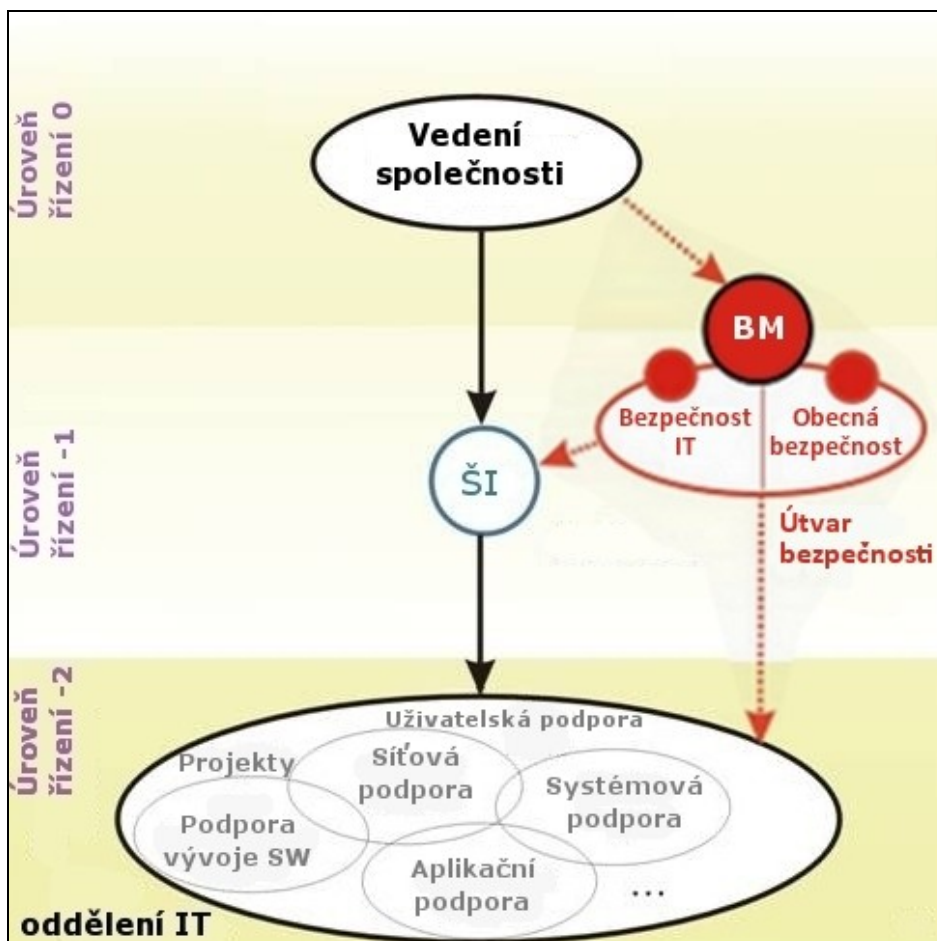 Úroveň
řízení 0
Vedení
společnosti
BM
Bezpečnost
IT
Obecná
bezpečnost
Úroveň
řízení -1
ŠI
Útvar
bezpečnosti
Úroveň
řízení -2
Uživatelská podpora
Projekty
Síťová
podpora
Systémová
podpora
Podpora
vývoje SW
Aplikační
podpora
...
oddělení IT